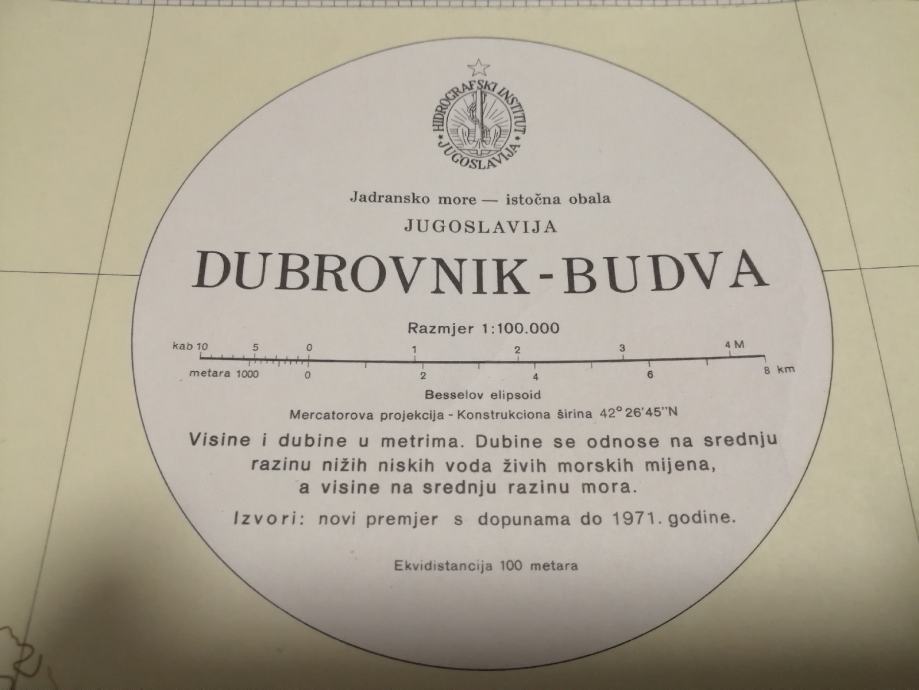 HIDROGRAFSKI INSTITUT
JUGOSLAVIJA
Jadransko more — istočna obala
JUGOSLAVIJA
DUBROVNIK-BUDVA
Razmjer 1:100.000
kab 10 5 0 1 2 3 4 M
metara 1000 0 2 4 6 8 km
Besselov elipsoid
Mercatorova projekcija - Konstrukciona širina 42°26'45"N
Visine i dubine u metrima. Dubine se odnose na srednju
razinu nižih niskih voda živih morskih mijena,
a visine na srednju razinu mora.
Izvori: novi premjer s dopunama do 1971. godine.
Ekvidistancija 100 metara